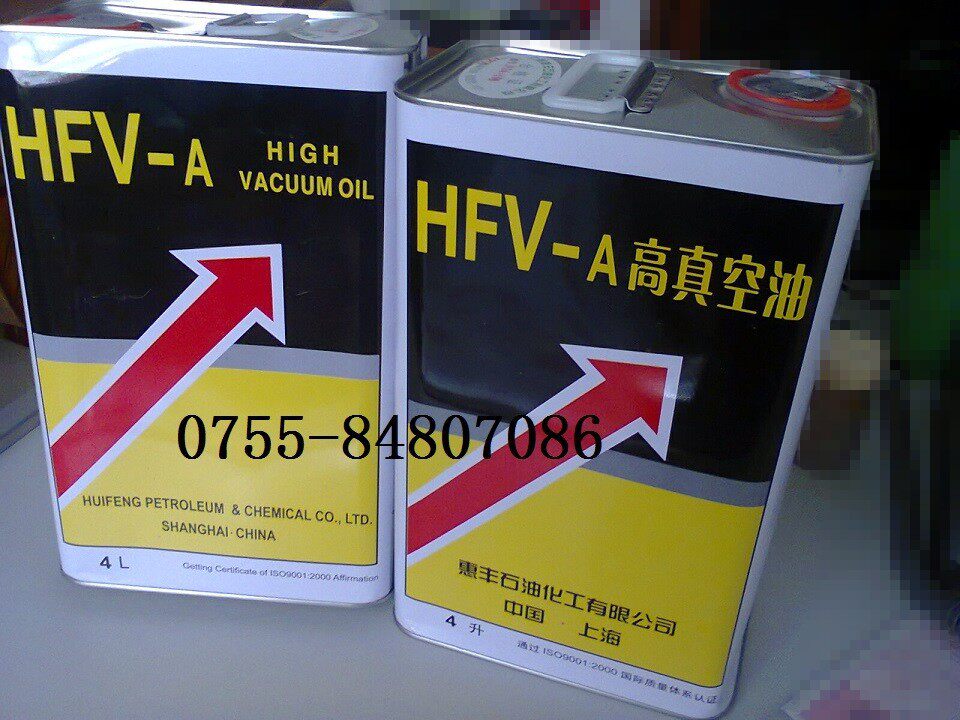 HFV-A HIGH
VACUUM OIL
HUIFENG PETROLEUM & CHEMICAL CO., LTD.
SHANGHAI·CHINA
4 L
Getting Certificate of ISO9001:2000 Affirmation
HFV-A高真空油
惠丰石油化工有限公司
中国·上海
4 升
通过 ISO9001:2000 国际质量体系认证
0755-84807086